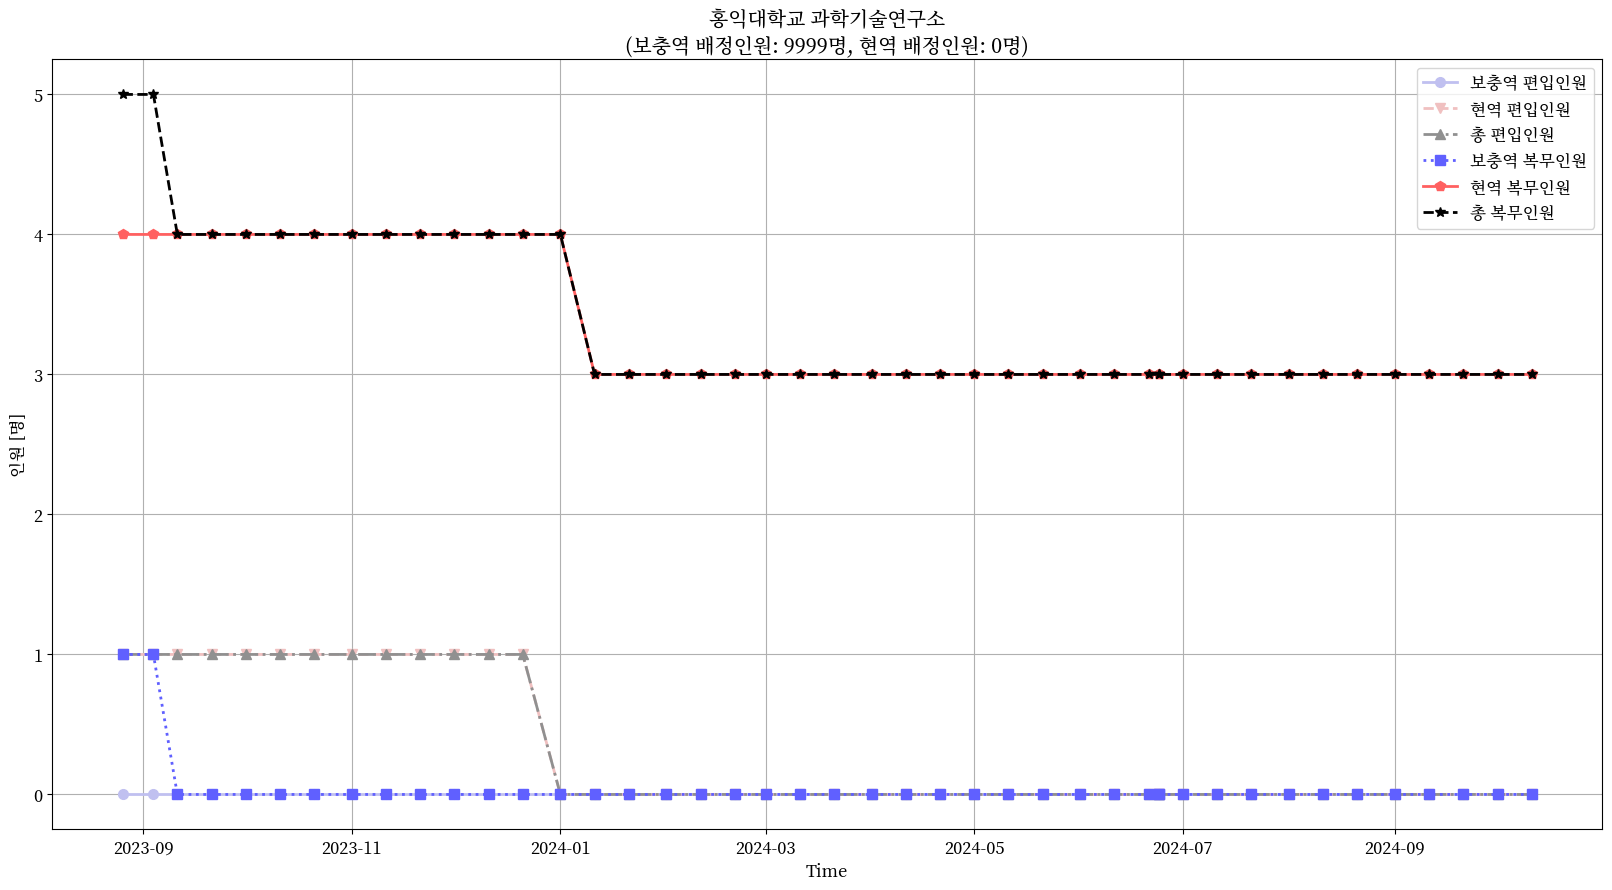 홍익대학교 과학기술연구소
(보충역 배정인원: 9999명, 현역 배정인원: 0명)
보충역 편입인원
현역 편입인원
총 편입인원
보충역 복무인원
현역 복무인원
총 복무인원
인원 [명]
5
4
3
2
1
0
2023-09
2023-11
2024-01
2024-03
2024-05
2024-07
2024-09
Time